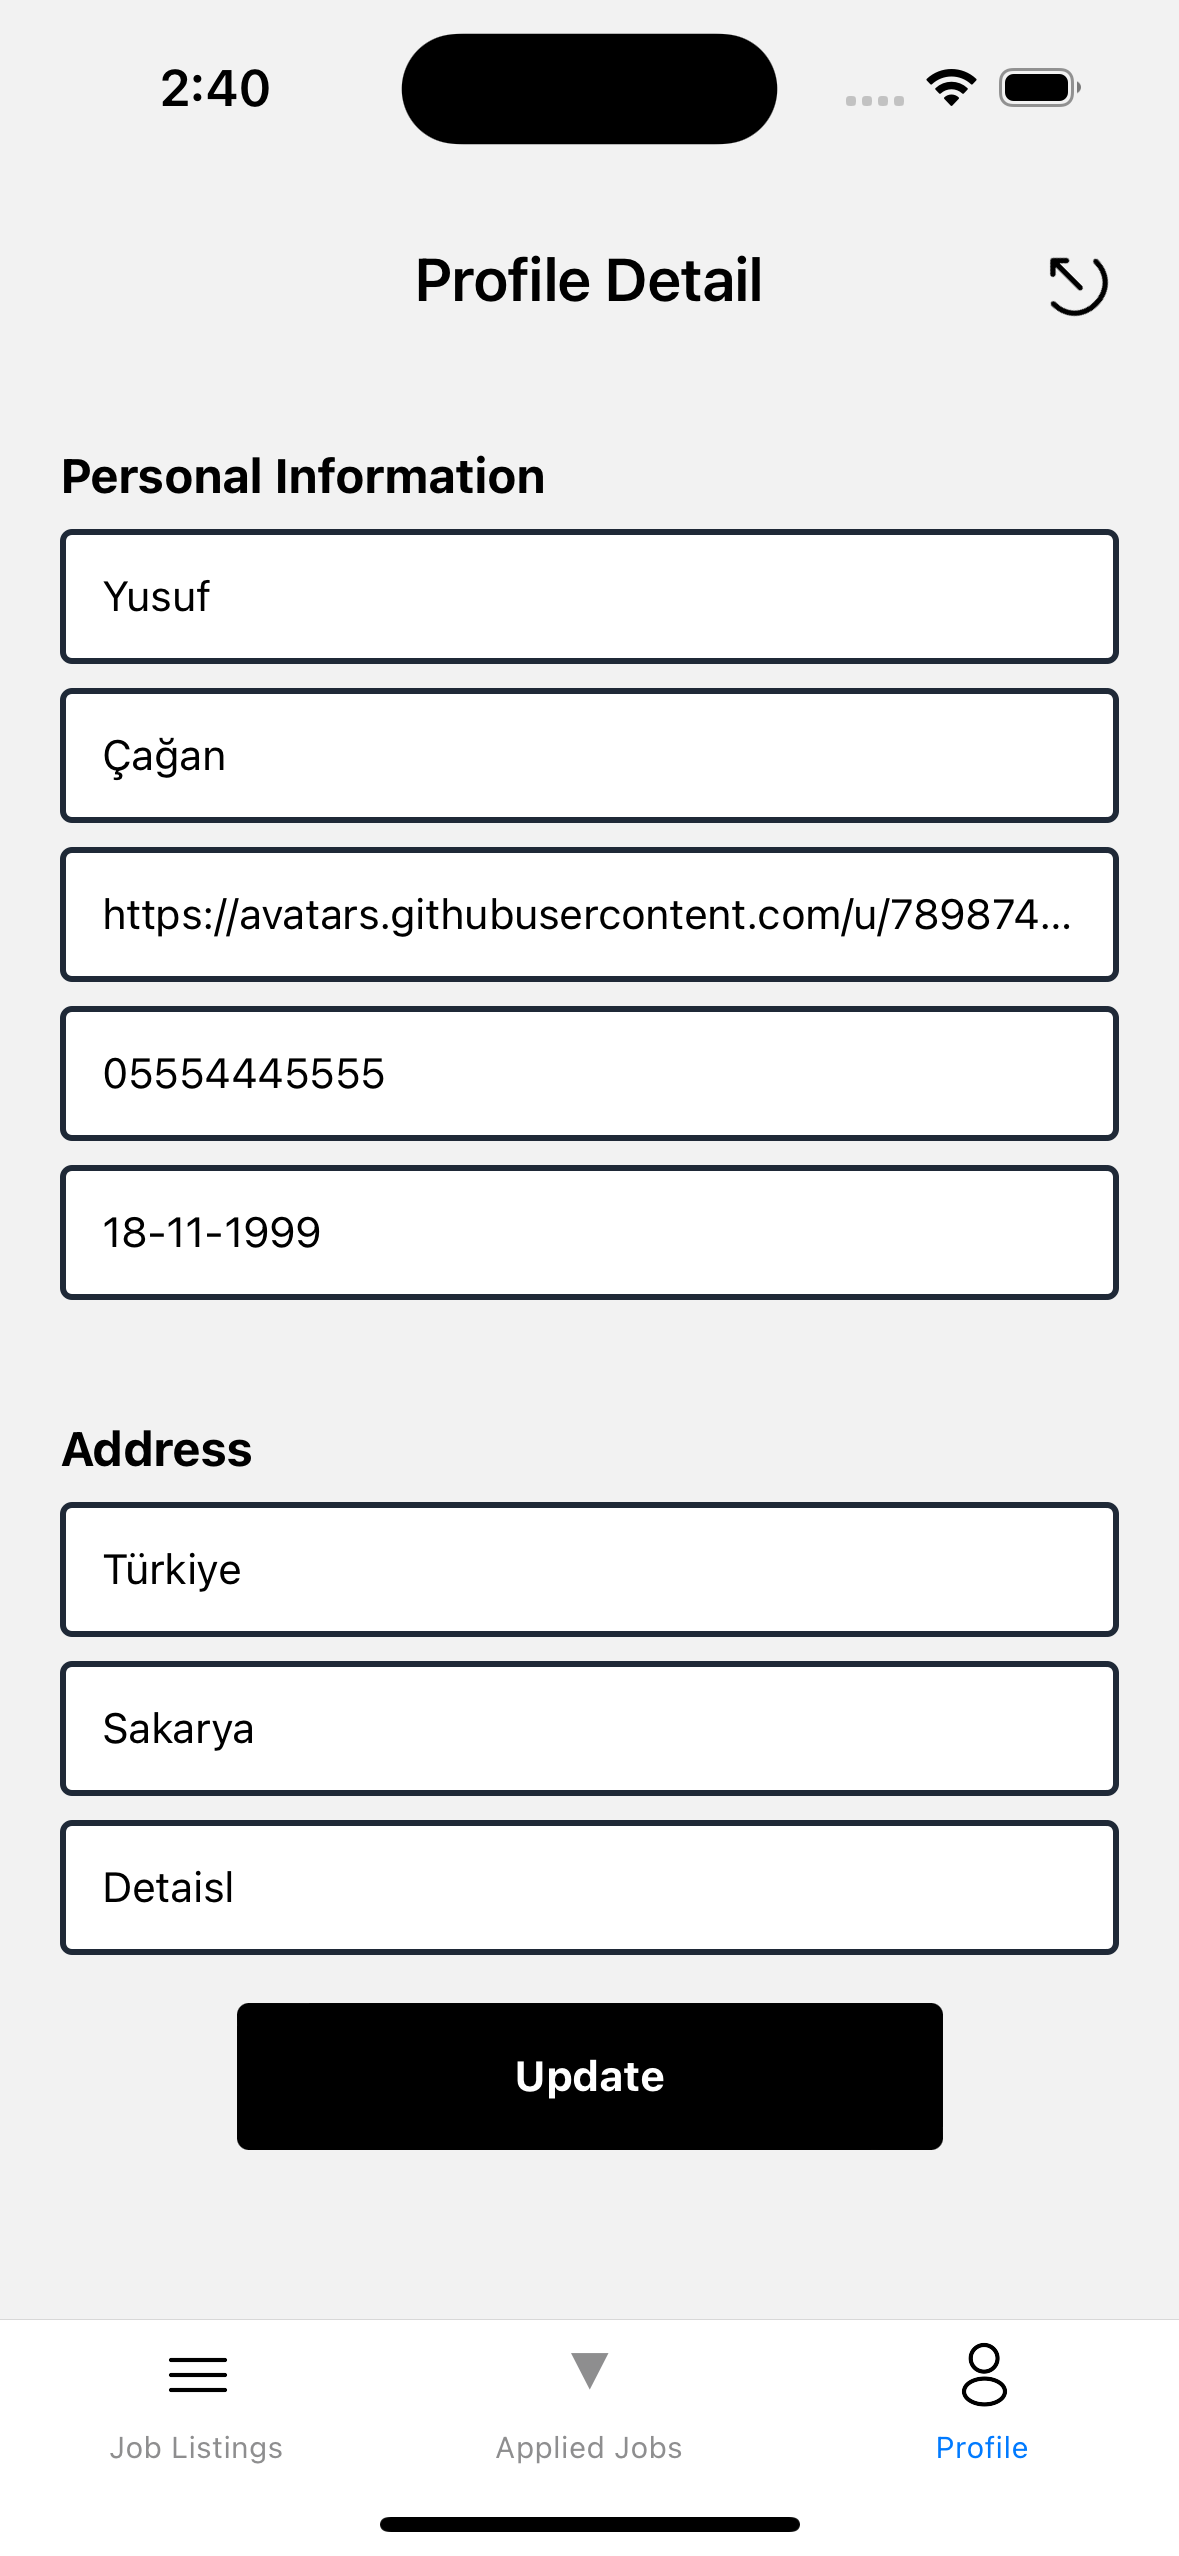 2:40
Profile Detail
Personal Information
Yusuf
Çağan
https://avatars.githubusercontent.com/u/789874...
05554445555
18-11-1999
Address
Türkiye
Sakarya
Detaisl
Update
Job Listings
Applied Jobs
Profile